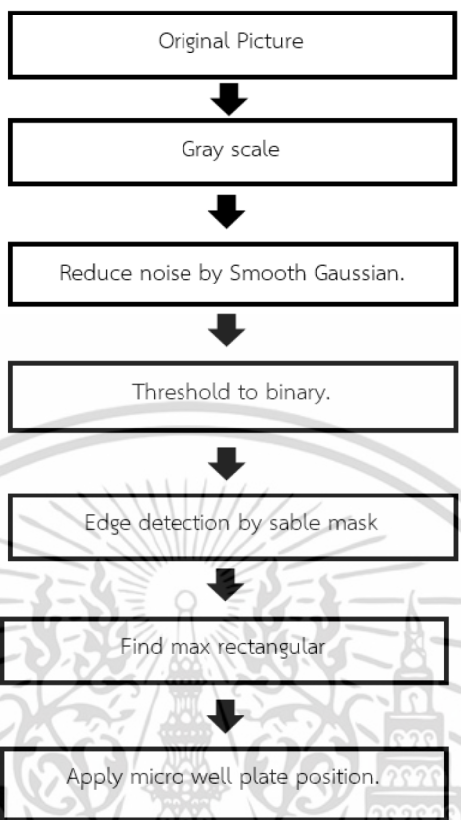 Original Picture
Gray scale
Reduce noise by Smooth Gaussian.
Threshold to binary.
Edge detection by sable mask
Find max rectangular
Apply micro well plate position.